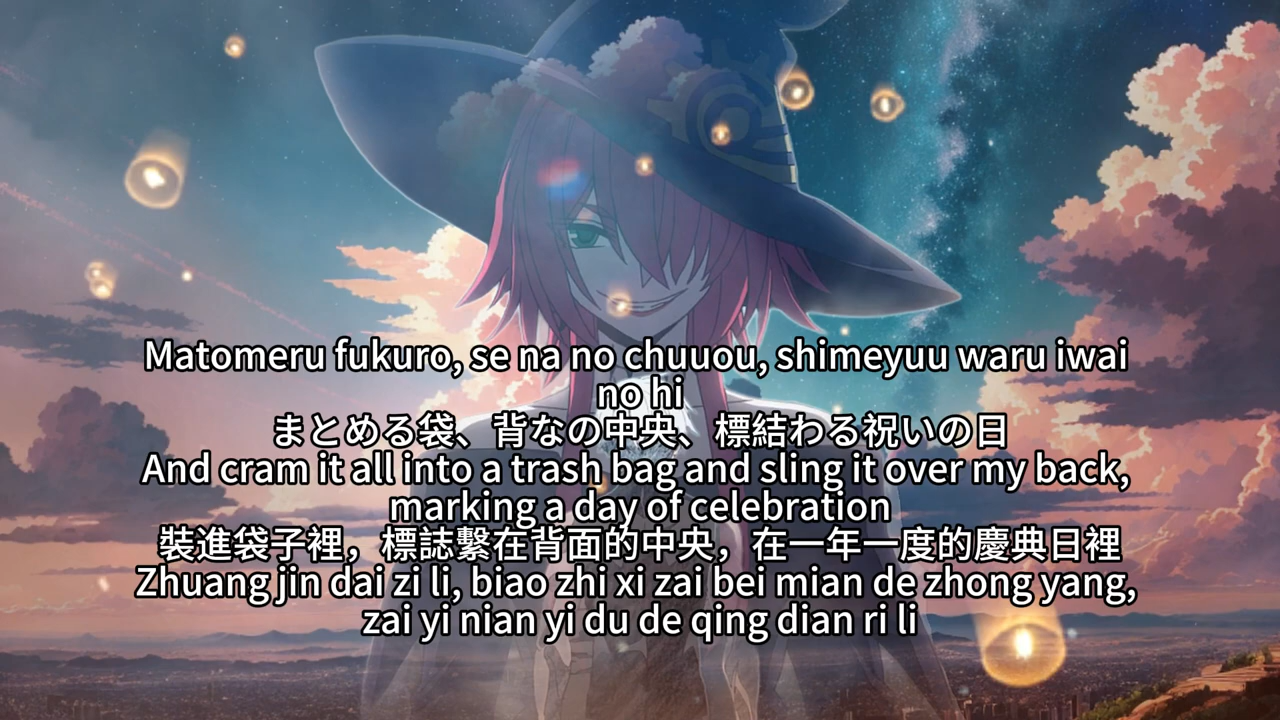 Matomeru fukuro, se na no chuuou, shimeyuu waru iwai
no hi
まとめる袋、背なの中央、標結わる祝いの日
And cram it all into a trash bag and sling it over my back,
marking a day of celebration
裝進袋子裡，標誌繫在背面的中央，在一年一度的慶典日裡
Zhuang jin dai zi li, biao zhi xi zai bei mian de zhong yang,
zai yi nian yi du de qing dian ri li